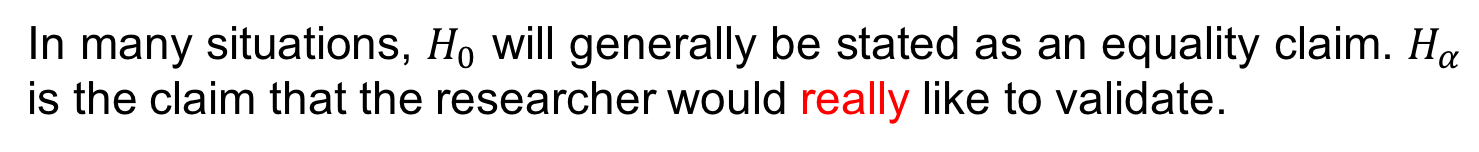 In many situations, H₀ will generally be stated as an equality claim. Hα
is the claim that the researcher would really like to validate.